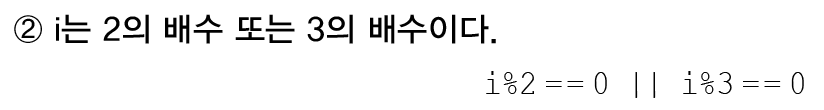 ② i는 2의 배수 또는 3의 배수이다.
i%2==0 || i%3==0